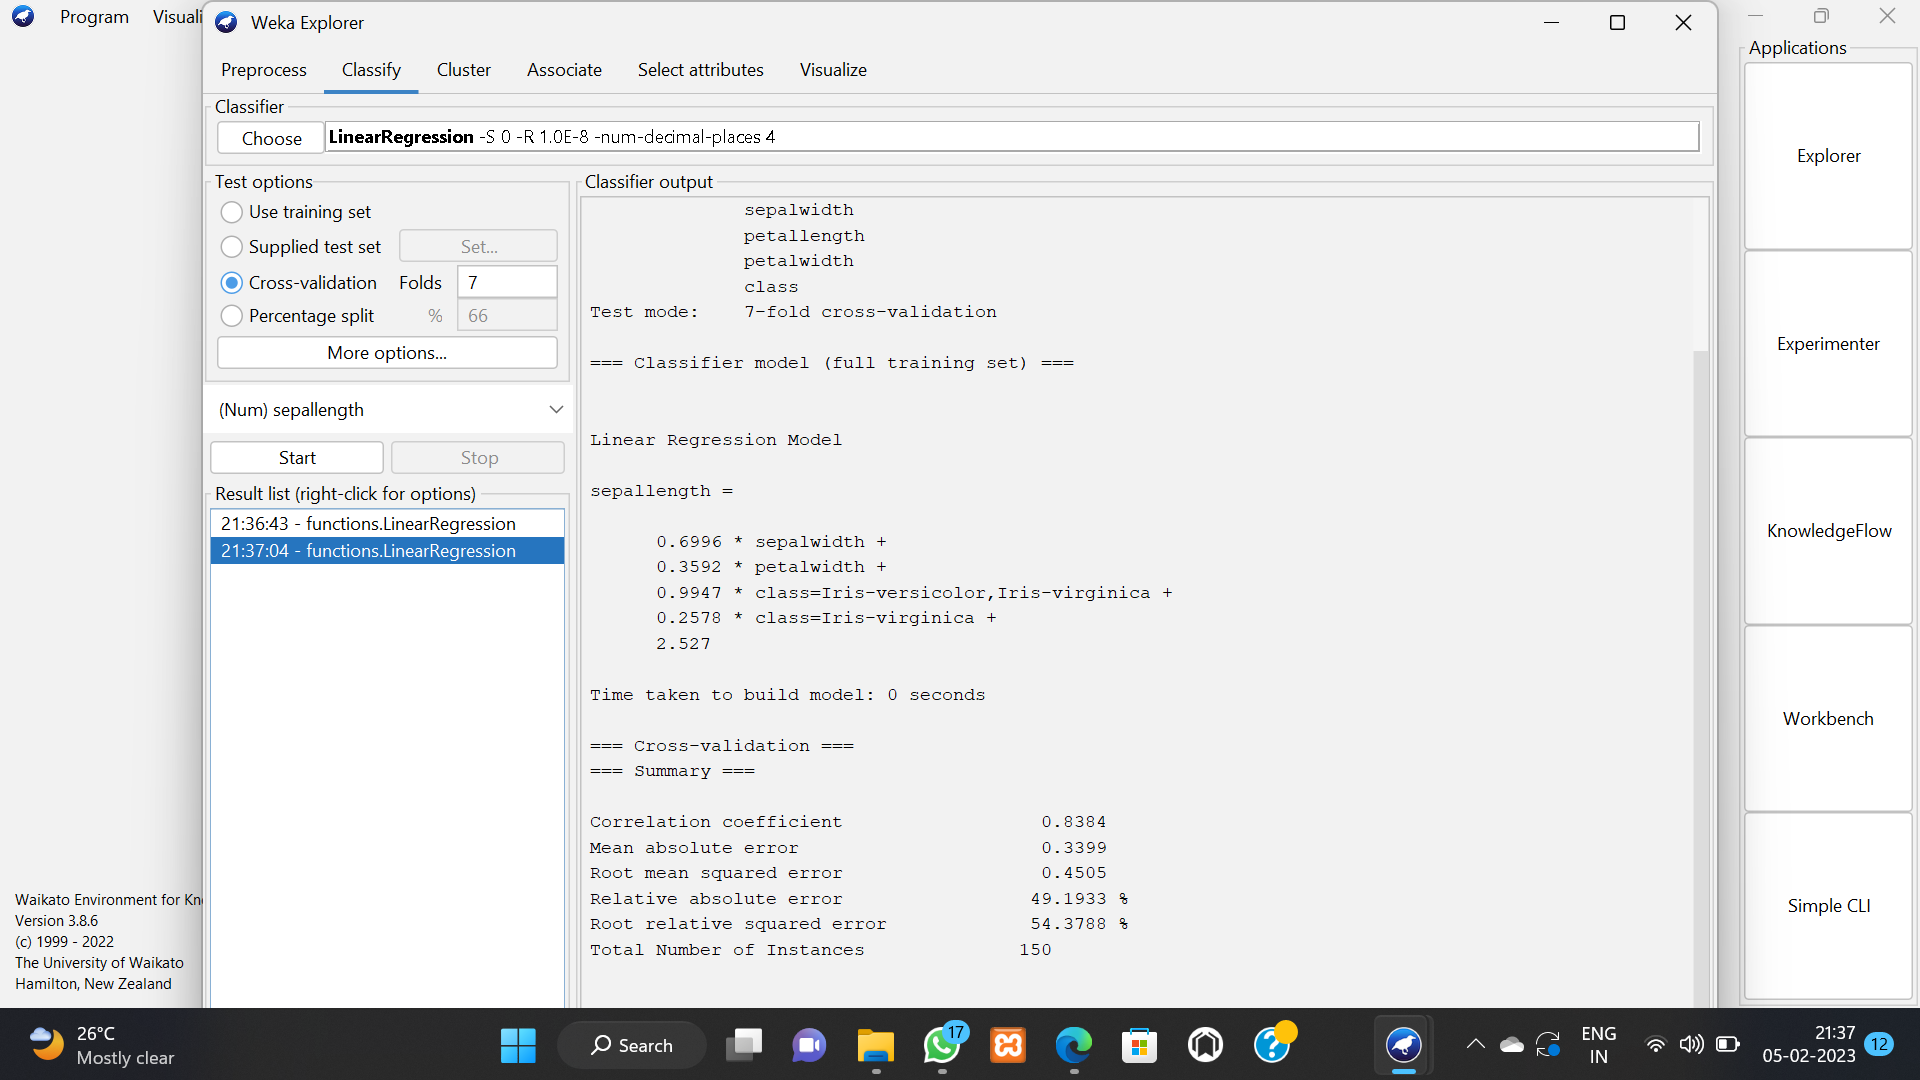 Program Visuali
Weka Explorer
Preprocess Classify Cluster Associate Select attributes Visualize
Classifier
Choose LinearRegression -S 0 -R 1.0E-8 -num-decimal-places 4
Test options
Use training set
Supplied test set Set...
Cross-validation Folds 7
Percentage split % 66
More options...
(Num) sepallength
Start Stop
Result list (right-click for options)
21:36:43 - functions.LinearRegression
21:37:04 - functions.LinearRegression
Classifier output
sepalwidth
petallength
petalwidth
class
Test mode: 7-fold cross-validation
=== Classifier model (full training set) ===
Linear Regression Model
sepallength =
0.6996 * sepalwidth +
0.3592 * petalwidth +
0.9947 * class=Iris-versicolor,Iris-virginica +
0.2578 * class=Iris-virginica +
2.527
Time taken to build model: 0 seconds
=== Cross-validation ===
=== Summary ===
Correlation coefficient 0.8384
Mean absolute error 0.3399
Root mean squared error 0.4505
Relative absolute error 49.1933 %
Root relative squared error 54.3788 %
Total Number of Instances 150
Applications
Explorer
Experimenter
KnowledgeFlow
Workbench
Simple CLI
Waikato Environment for Kn
Version 3.8.6
(c) 1999 - 2022
The University of Waikato
Hamilton, New Zealand
26°C
Mostly clear
Search
17
ENG
IN
21:37
05-02-2023
12